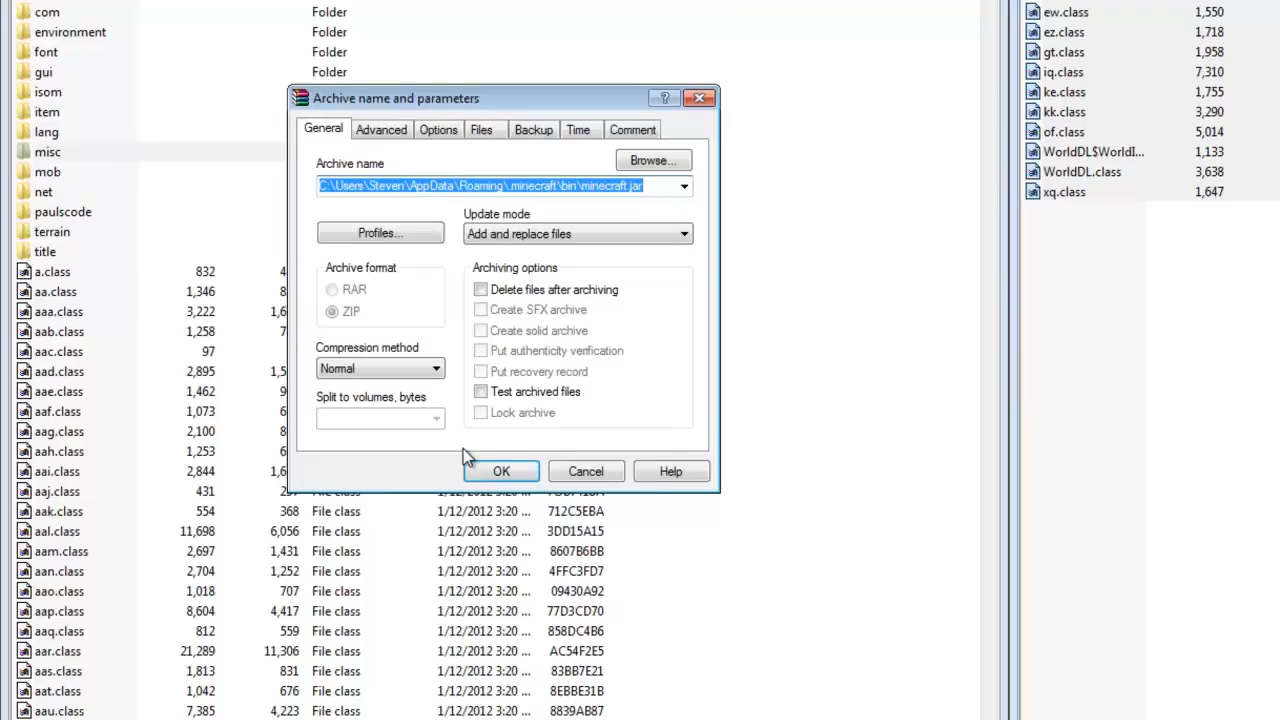 com Folder
environment Folder
font Folder
gui Folder
isom
item
lang
misc
mob
net
paulscode
terrain
title
a.class 832 4
aa.class 1,346 8
aaa.class 3,222 1,6
aab.class 1,258 7
aac.class 97
aad.class 2,895 1,5
aae.class 1,462 9
aaf.class 1,073 6
aag.class 2,100 8
aah.class 1,253 6
aai.class 2,844 1,6
aaj.class 431
aak.class 554 368 File class 1/12/2012 3:20 ... 712C5EBA
aal.class 11,698 6,056 File class 1/12/2012 3:20 ... 3DD15A15
aam.class 2,697 1,431 File class 1/12/2012 3:20 ... 8607B6BB
aan.class 2,704 1,252 File class 1/12/2012 3:20 ... 4FFC3FD7
aao.class 1,018 707 File class 1/12/2012 3:20 ... 09430A92
aap.class 8,604 4,417 File class 1/12/2012 3:20 ... 77D3CD70
aaq.class 812 559 File class 1/12/2012 3:20 ... 858DC4B6
aar.class 21,289 11,306 File class 1/12/2012 3:20 ... AC54F2E5
aas.class 1,813 831 File class 1/12/2012 3:20 ... 83BB7E21
aat.class 1,042 676 File class 1/12/2012 3:20 ... 8EBBE31B
aau.class 7,385 4,223 File class 1/12/2012 3:20 ... 8839AB87
Archive name and parameters
General Advanced Options Files Backup Time Comment
Archive name
Browse...
C:\Users\Steven\AppData\Roaming\.minecraft\bin\minecraft.jar
Update mode
Profiles... Add and replace files
Archive format
RAR
ZIP
Compression method
Normal
Split to volumes, bytes
Archiving options
Delete files after archiving
Create SFX archive
Create solid archive
Put authenticity verification
Put recovery record
Test archived files
Lock archive
OK Cancel Help
ew.class 1,550
ez.class 1,718
gt.class 1,958
iq.class 7,310
ke.class 1,755
kk.class 3,290
of.class 5,014
WorldDL$WorldI... 1,133
WorldDL.class 3,638
xq.class 1,647